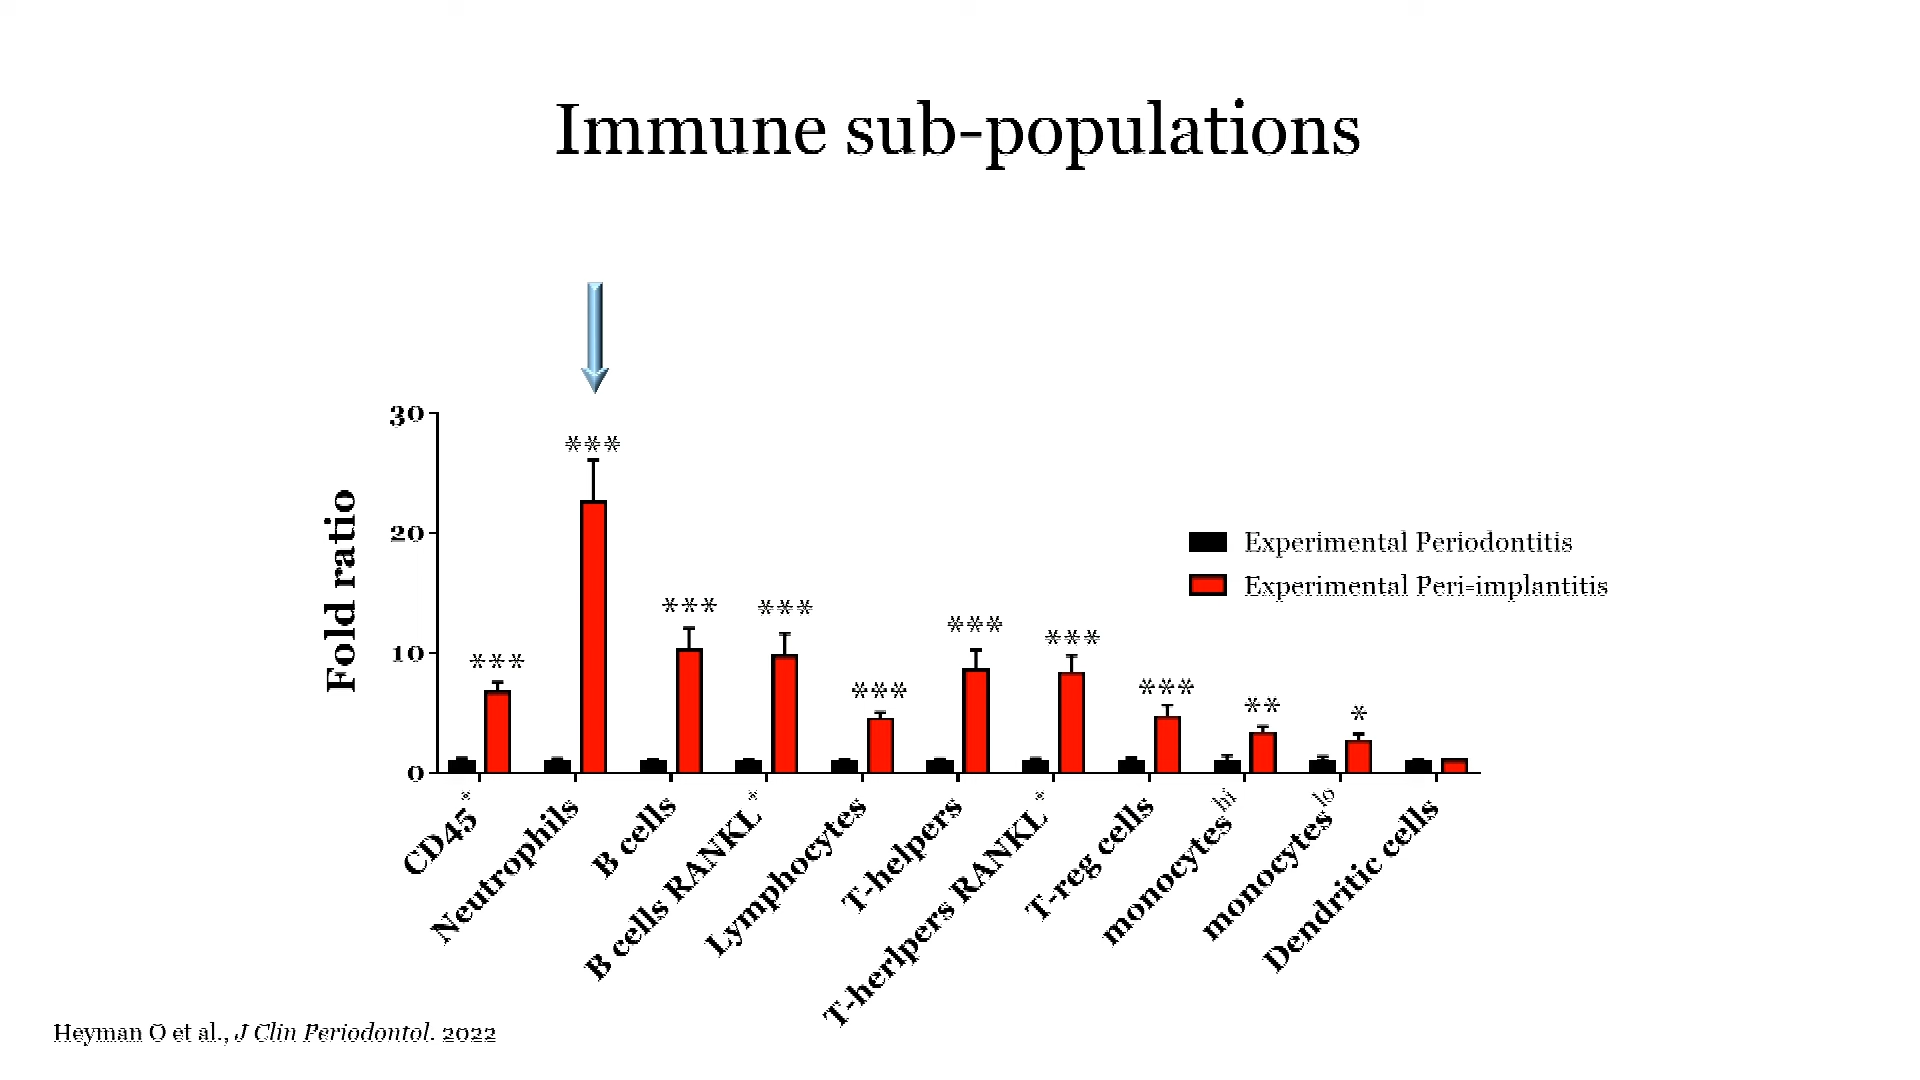 Immune sub-populations
30
20
10
0
Fold ratio
***
***
***
***
***
***
***
***
**
*
Experimental Periodontitis
Experimental Peri-implantitis
CD45*
Neutrophils
B cells
B cells RANKL*
Lymphocytes
T-helpers
T-herlpers RANKL*
T-reg cells
monocytes hi
monocytes lo
Dendritic cells
Heyman O et al., J Clin Periodontol. 2022